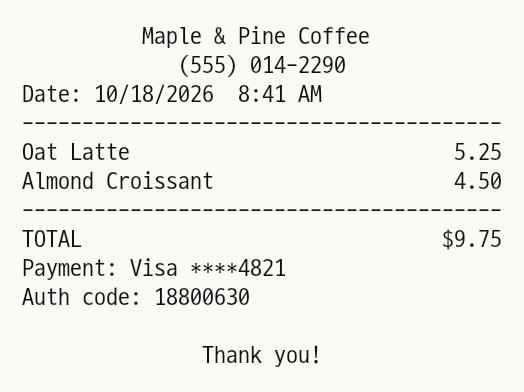 Maple & Pine Coffee
(555) 014-2290
Date: 10/18/2026  8:41 AM
----------------------------------------
Oat Latte                           5.25
Almond Croissant                    4.50
----------------------------------------
TOTAL                              $9.75
Payment: Visa ****4821
Auth code: 18800630
Thank you!